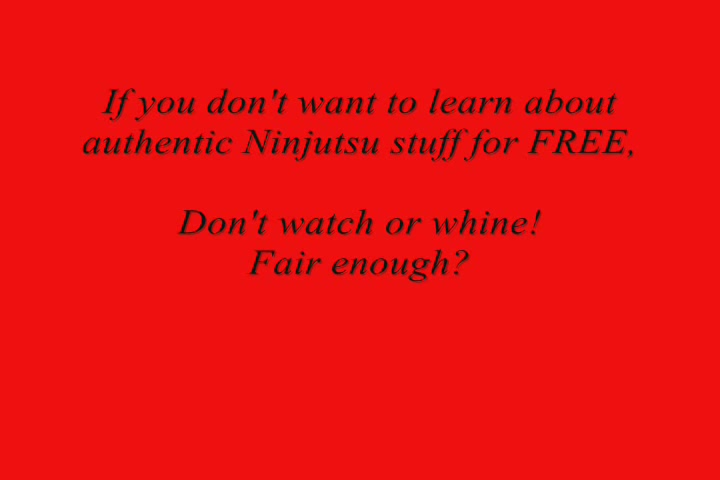 If you don't want to learn about
authentic Ninjutsu stuff for FREE,
Don't watch or whine!
Fair enough?